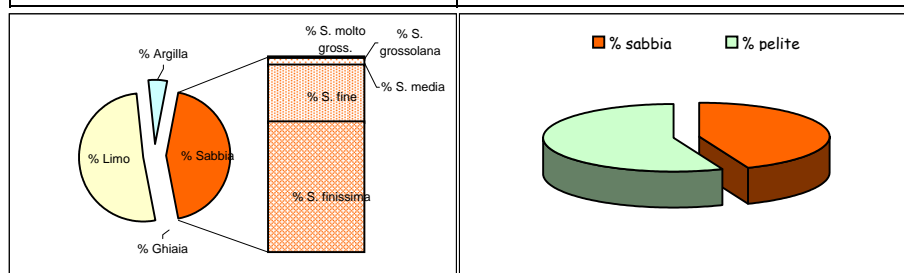 % S. molto
gross.
% S.
grossolana
% Argilla
% S. media
% S. fine
% Limo
% Sabbia
% S. finissima
% Ghiaia
% sabbia
% pelite